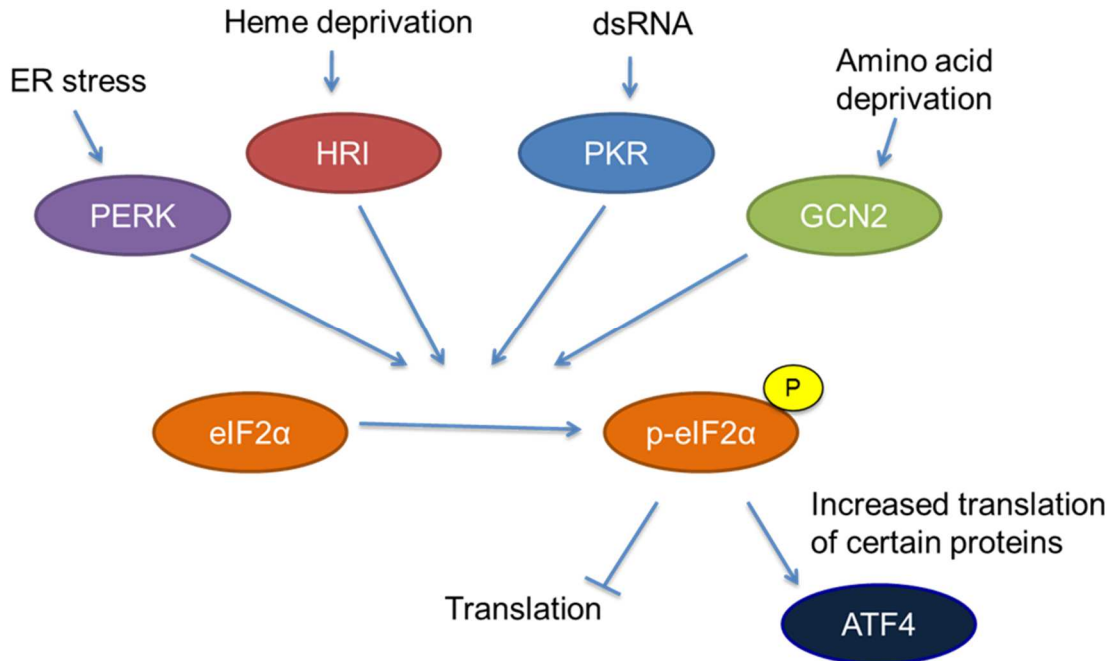 Heme deprivation
dsRNA
ER stress
Amino acid
deprivation
HRI
PKR
PERK
GCN2
P
eIF2α
p-eIF2α
Increased translation
of certain proteins
Translation
ATF4